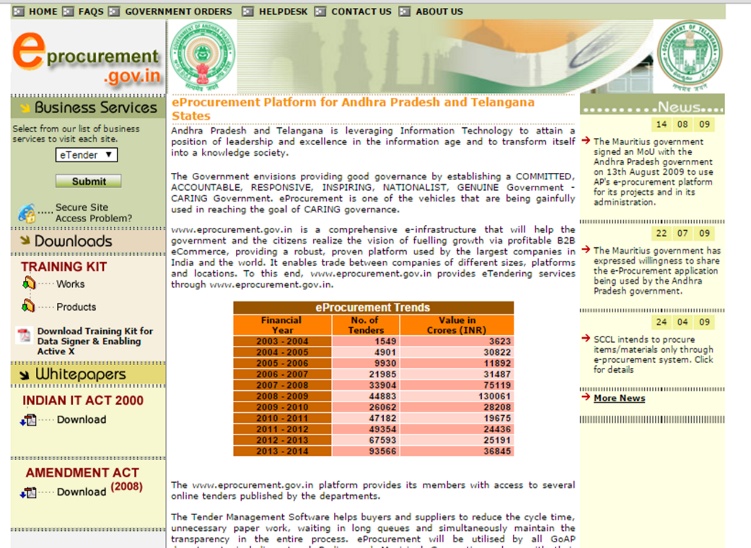 HOME FAQS GOVERNMENT ORDERS HELPDESK CONTACT US ABOUT US
eprocurement
.gov.in
Business Services
Select from our list of business
services to visit each site.
eTender
Submit
Secure Site
Access Problem?
Downloads
TRAINING KIT
Works
Products
Download Training Kit for
Data Signer & Enabling
Active X
Whitepapers
INDIAN IT ACT 2000
Download
AMENDMENT ACT
Download (2008)
eProcurement Platform for Andhra Pradesh and Telangana
States
Andhra Pradesh and Telangana is leveraging Information Technology to attain a
position of leadership and excellence in the information age and to transform itself
into a knowledge society.
The Government envisions providing good governance by establishing a COMMITTED,
ACCOUNTABLE, RESPONSIVE, INSPIRING, NATIONALIST, GENUINE Government -
CARING Government. eProcurement is one of the vehicles that are being gainfully
used in reaching the goal of CARING governance.
www.eprocurement.gov.in is a comprehensive e-infrastructure that will help the
government and the citizens realize the vision of fuelling growth via profitable B2B
eCommerce, providing a robust, proven platform used by the largest companies in
India and the world. It enables trade between companies of different sizes, platforms
and locations. To this end, www.eprocurement.gov.in provides eTendering services
through www.eprocurement.gov.in.
eProcurement Trends
Financial Year No. of Tenders Value in Crores (INR)
2003 - 2004 1549 3623
2004 - 2005 4901 30822
2005 - 2006 9930 11892
2006 - 2007 21985 31487
2007 - 2008 33904 75119
2008 - 2009 44883 130061
2009 - 2010 26062 28208
2010 - 2011 47182 19675
2011 - 2012 49354 24436
2012 - 2013 67593 25191
2013 - 2014 93566 36845
The www.eprocurement.gov.in platform provides its members with access to several
online tenders published by the departments.
The Tender Management Software helps buyers and suppliers to reduce the cycle time,
unnecessary paper work, waiting in long queues and simultaneously maintain the
transparency in the entire process. eProcurement will be utilised by all GoAP
News
14 08 09
The Mauritius government
signed an MoU with the
Andhra Pradesh government
on 13th August 2009 to use
AP's e-procurement platform
for its projects and in its
administration.
22 07 09
The Mauritius government has
expressed willingness to share
the e-Procurement application
being used by the Andhra
Pradesh government.
24 04 09
SCCL intends to procure
items/materials only through
e-procurement system. Click
for details
More News